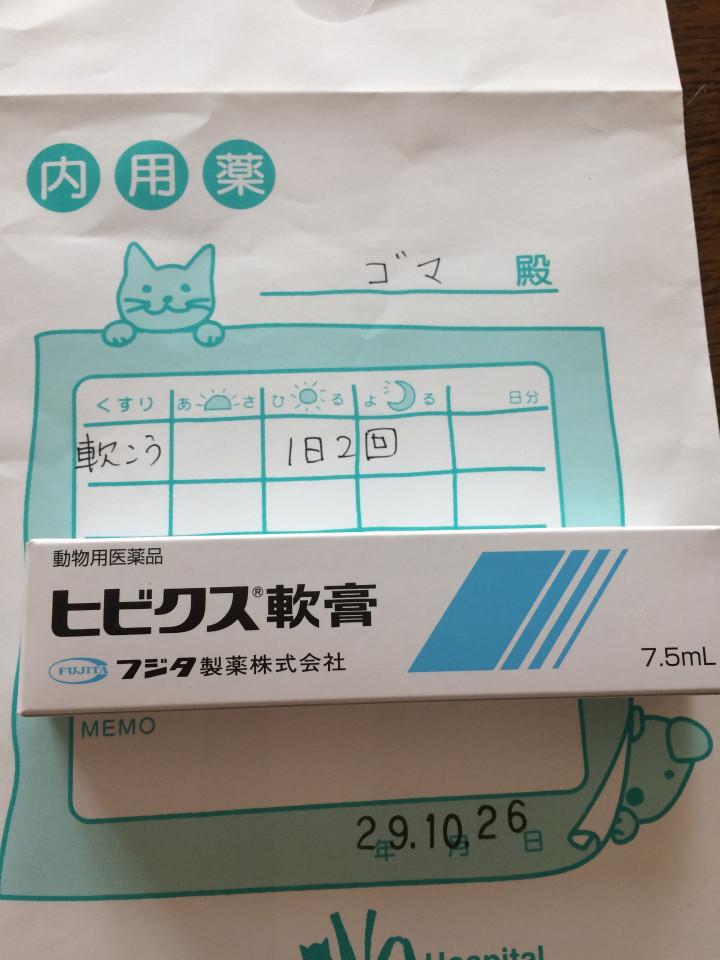 内用薬
ゴマ 殿
くすり あさ ひる よる 日分
軟こう 1日2回
動物用医薬品
ヒビクス®軟膏
FUJITA フジタ製薬株式会社
7.5mL
MEMO
29.10.26
年 月 日
Hospital